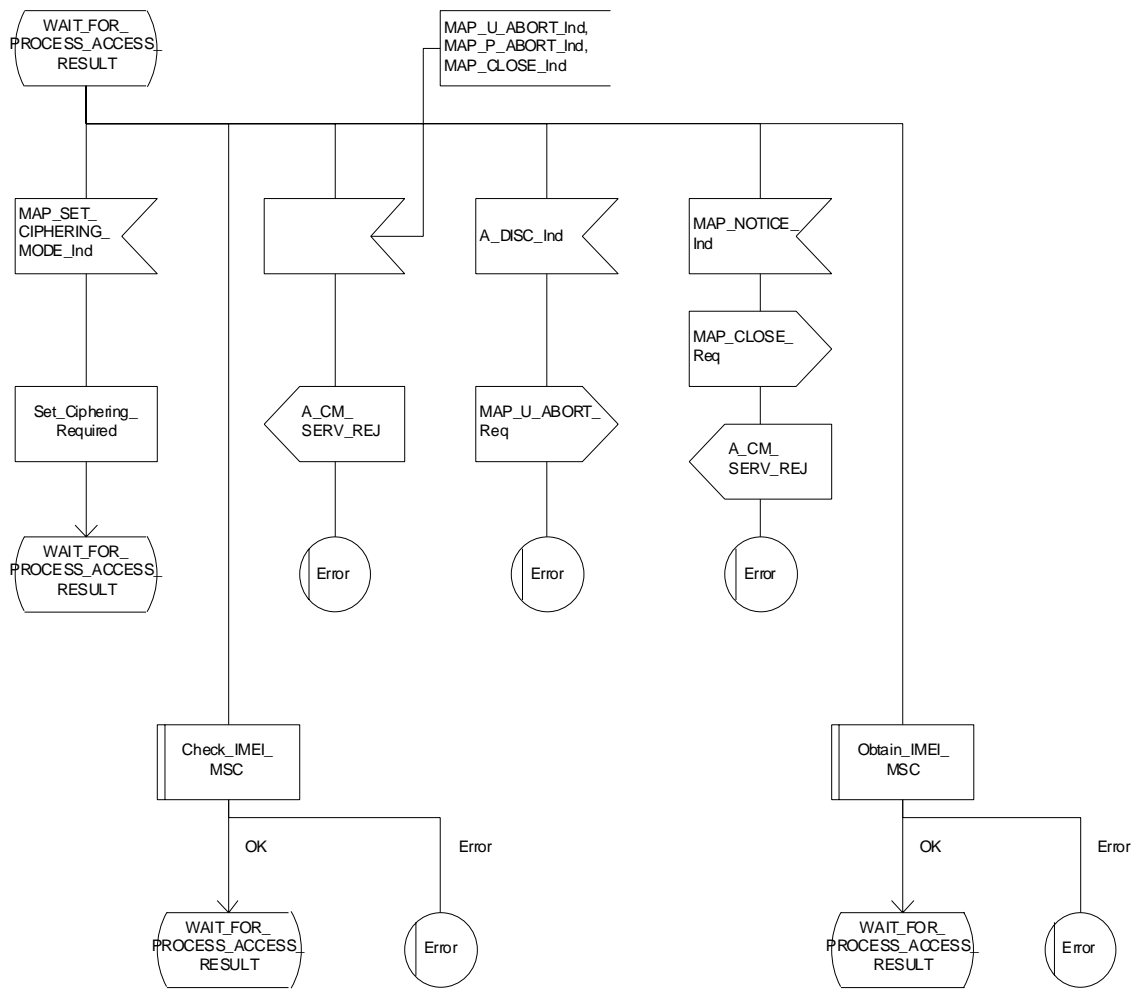 WAIT_FOR_
PROCESS_ACCESS_
RESULT
MAP_U_ABORT_Ind,
MAP_P_ABORT_Ind,
MAP_CLOSE_Ind
MAP_SET_
CIPHERING_
MODE_Ind
A_DISC_Ind
MAP_NOTICE_
Ind
MAP_CLOSE_
Req
Set_Ciphering_
Required
A_CM_
SERV_REJ
MAP_U_ABORT_
Req
A_CM_
SERV_REJ
WAIT_FOR_
PROCESS_ACCESS_
RESULT
Error
Error
Error
Check_IMEI_
MSC
Obtain_IMEI_
MSC
OK
Error
OK
Error
WAIT_FOR_
PROCESS_ACCESS_
RESULT
Error
WAIT_FOR_
PROCESS_ACCESS_
RESULT
Error